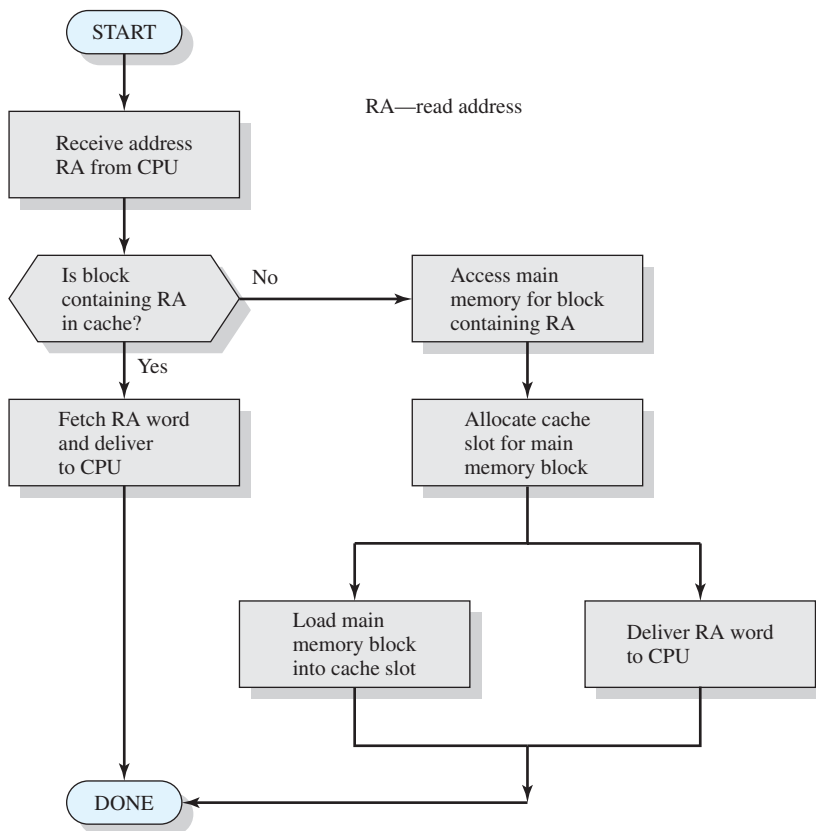 START
RA—read address
Receive address
RA from CPU
Is block
containing RA
in cache?
No
Access main
memory for block
containing RA
Yes
Fetch RA word
and deliver
to CPU
Allocate cache
slot for main
memory block
Load main
memory block
into cache slot
Deliver RA word
to CPU
DONE